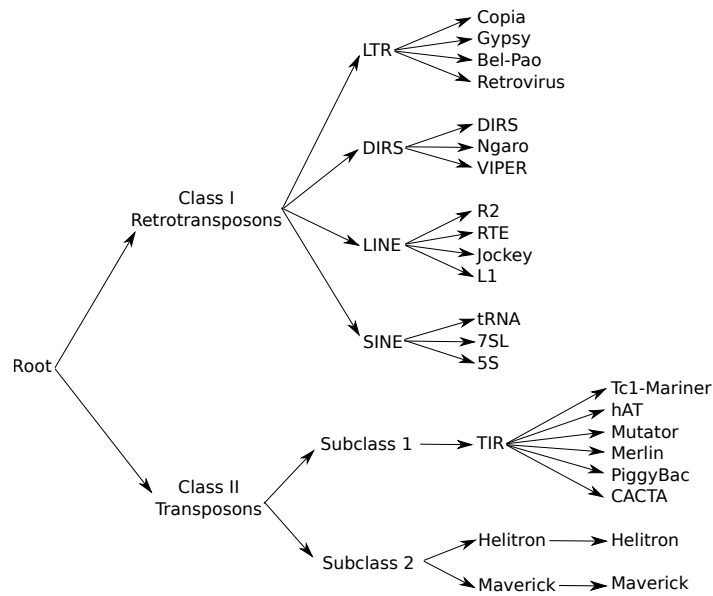 Copia
Gypsy
LTR
Bel-Pao
Retrovirus
DIRS
DIRS
Ngaro
VIPER
Class I
Retrotransposons
R2
RTE
LINE
Jockey
L1
tRNA
SINE
7SL
5S
Root
Tc1-Mariner
hAT
Subclass 1
TIR
Mutator
Merlin
PiggyBac
CACTA
Class II
Transposons
Helitron
Helitron
Subclass 2
Maverick
Maverick